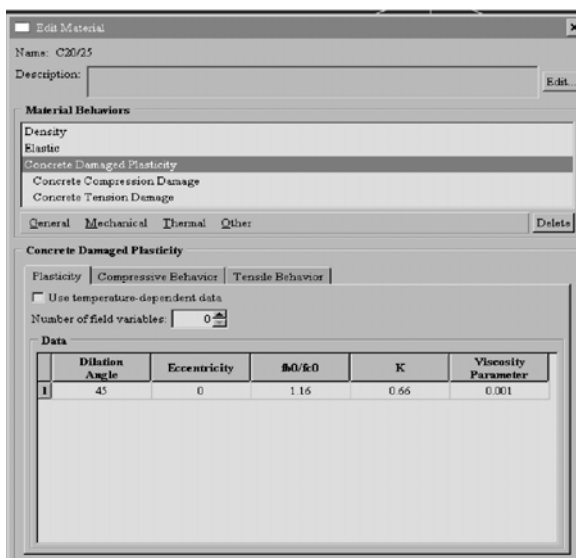 Edit Material
Name: C20/25
Description:
Edit...
Material Behaviors
Density
Elastic
Concrete Damaged Plasticity
Concrete Compression Damage
Concrete Tension Damage
General Mechanical Thermal Other Delete
Concrete Damaged Plasticity
Plasticity Compressive Behavior Tensile Behavior
Use temperature-dependent data
Number of field variables: 0
Data
Dilation Angle Eccentricity fb0/fc0 K Viscosity Parameter
1 45 0 1.16 0.66 0.001